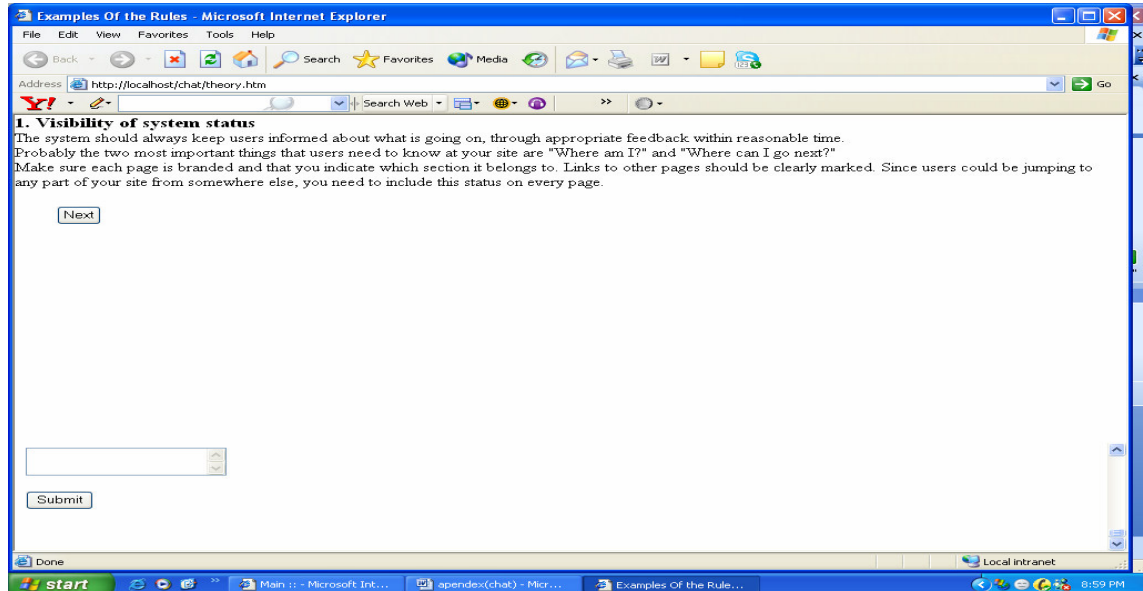 Examples Of the Rules - Microsoft Internet Explorer
File Edit View Favorites Tools Help
Back Search Favorites Media
Address http://localhost/chat/theory.htm Go
Y! Search Web >>
1. Visibility of system status
The system should always keep users informed about what is going on, through appropriate feedback within reasonable time.
Probably the two most important things that users need to know at your site are "Where am I?" and "Where can I go next?"
Make sure each page is branded and that you indicate which section it belongs to. Links to other pages should be clearly marked. Since users could be jumping to
any part of your site from somewhere else, you need to include this status on every page.
Next
Submit
Done Local intranet
start >> Main :: - Microsoft Int... apendex(chat) - Micr... Examples Of the Rule... 8:59 PM